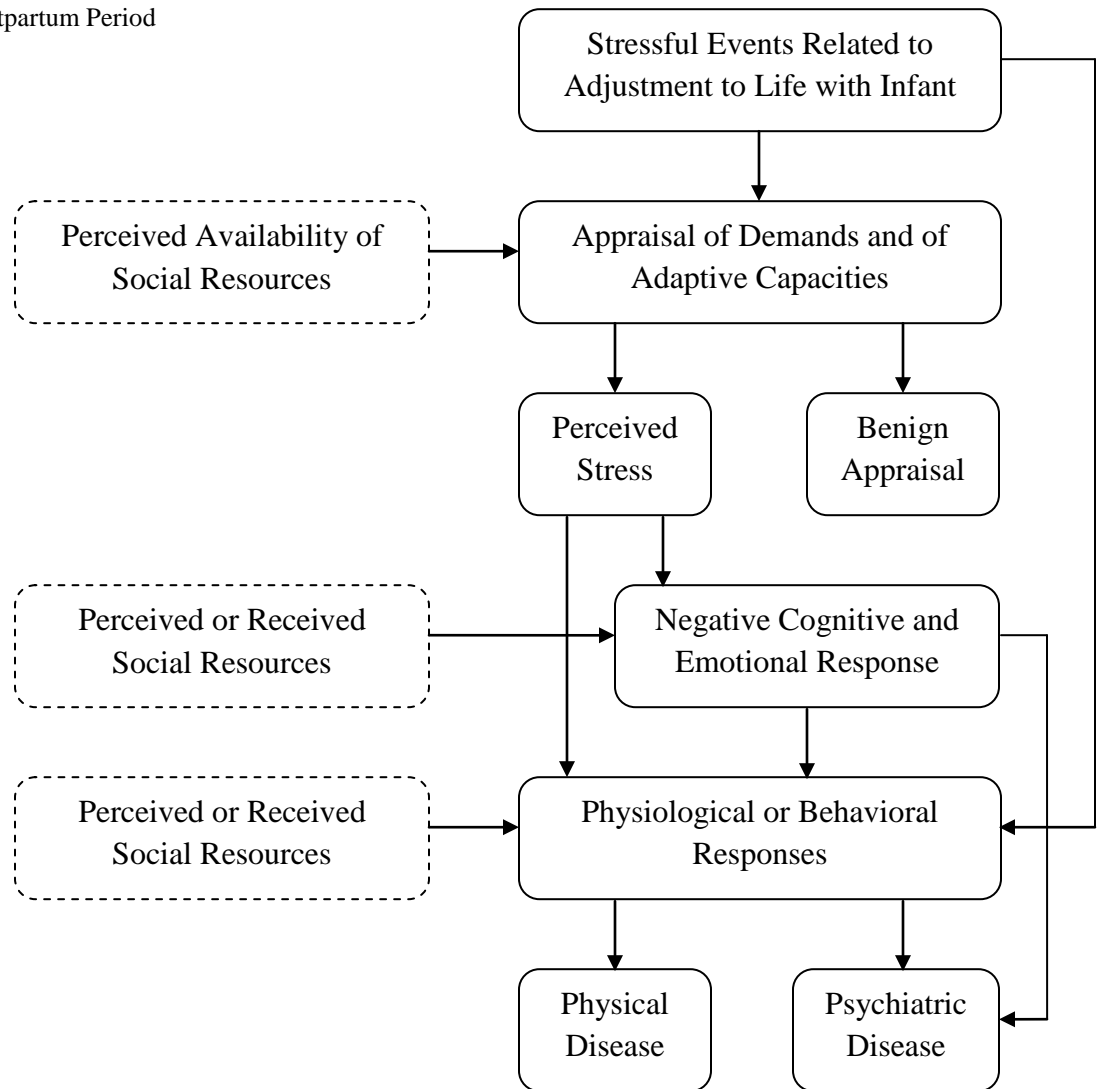 Period
Stressful Events Related to
Adjustment to Life with Infant
Perceived Availability of
Social Resources
Appraisal of Demands and of
Adaptive Capacities
Perceived
Stress
Benign
Appraisal
Perceived or Received
Social Resources
Negative Cognitive and
Emotional Response
Perceived or Received
Social Resources
Physiological or Behavioral
Responses
Physical
Disease
Psychiatric
Disease